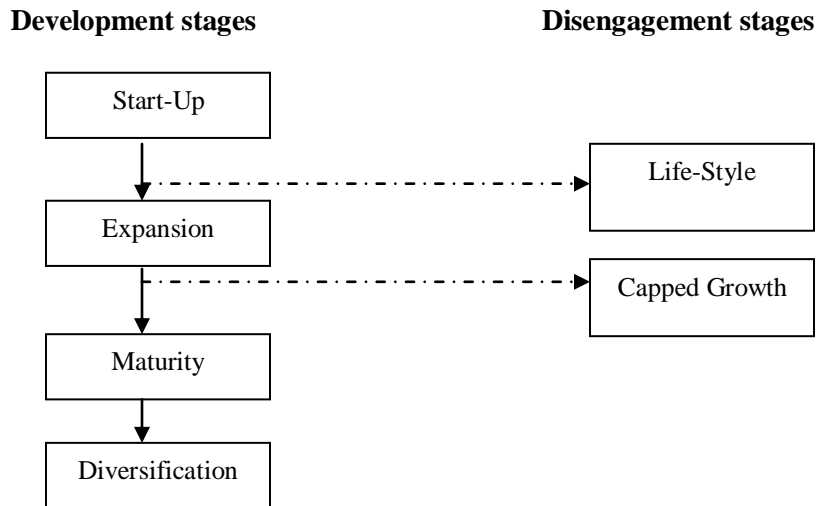 Development stages
Disengagement stages
Start-Up
Life-Style
Expansion
Capped Growth
Maturity
Diversification